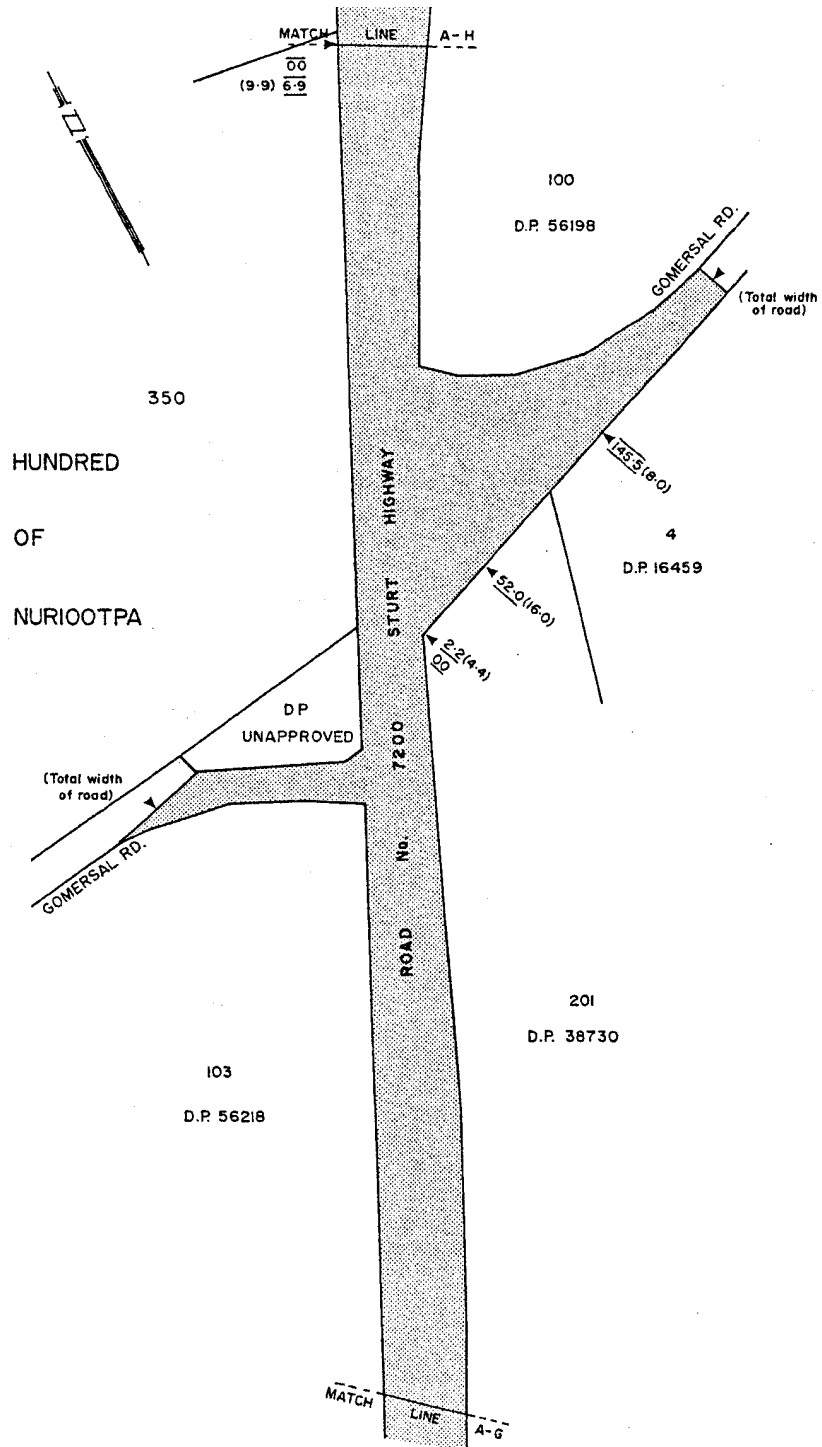 MATCH LINE A-H
00
(9·9) 6·9
100
D.P. 56198
GOMERSAL RD.
(Total width
of road)
350
HUNDRED
OF
NURIOOTPA
145·5(8·0)
4
D.P. 16459
52·0(16·0)
2·2(4·4)
00
DP
UNAPPROVED
(Total width
of road)
GOMERSAL RD.
ROAD No. 7200 STURT HIGHWAY
201
D.P. 38730
103
D.P. 56218
MATCH LINE A-G